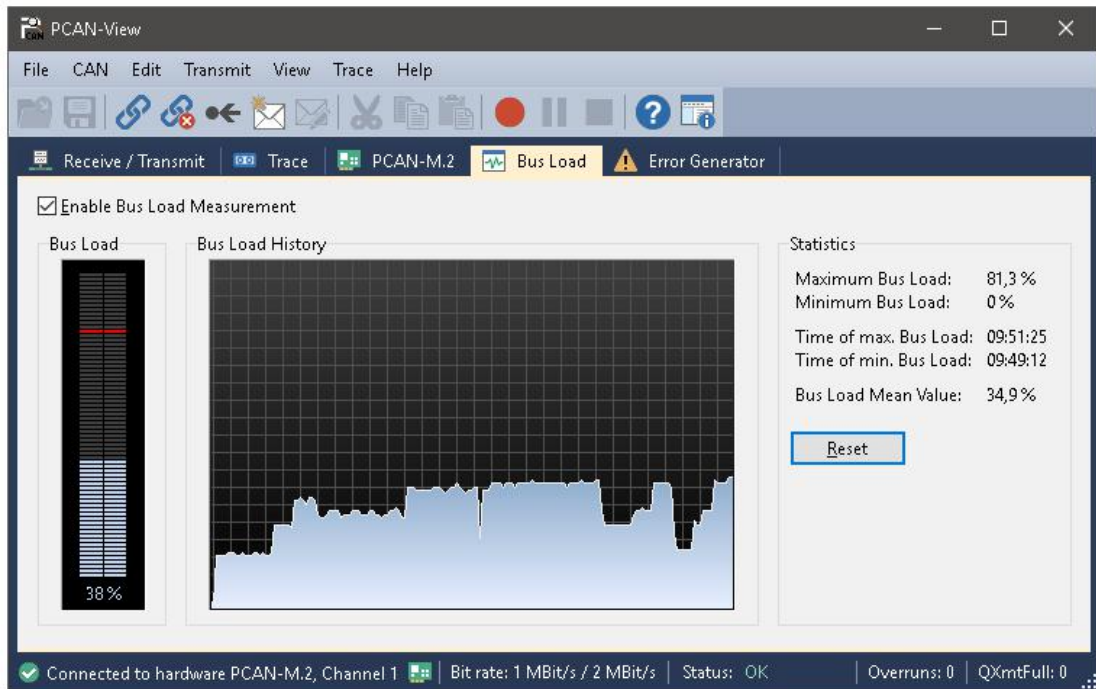 PCAN-View
File CAN Edit Transmit View Trace Help
Receive / Transmit Trace PCAN-M.2 Bus Load Error Generator
Enable Bus Load Measurement
Bus Load
38 %
Bus Load History
Statistics
Maximum Bus Load: 81,3 %
Minimum Bus Load: 0 %
Time of max. Bus Load: 09:51:25
Time of min. Bus Load: 09:49:12
Bus Load Mean Value: 34,9 %
Reset
Connected to hardware PCAN-M.2, Channel 1 Bit rate: 1 MBit/s / 2 MBit/s Status: OK Overruns: 0 QXmtFull: 0